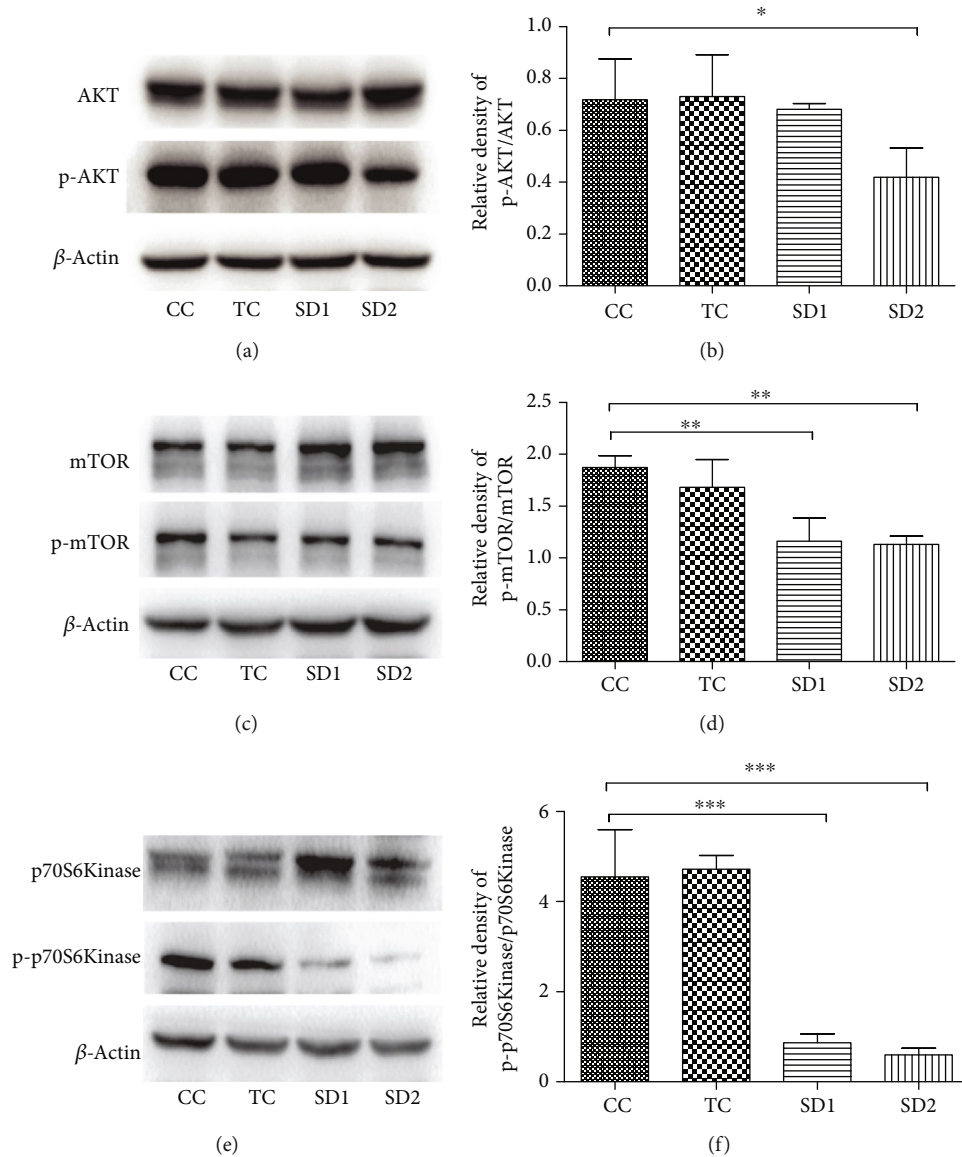 AKT
p-AKT
β-Actin
CC TC SD1 SD2
(a)
*
Relative density of
p-AKT/AKT
1.0
0.8
0.6
0.4
0.2
0.0
CC TC SD1 SD2
(b)
mTOR
p-mTOR
β-Actin
CC TC SD1 SD2
(c)
**
**
Relative density of
p-mTOR/mTOR
2.5
2.0
1.5
1.0
0.5
0.0
CC TC SD1 SD2
(d)
p70S6Kinase
p-p70S6Kinase
β-Actin
CC TC SD1 SD2
(e)
***
***
Relative density of
p-p70S6Kinase/p70S6Kinase
6
4
2
0
CC TC SD1 SD2
(f)